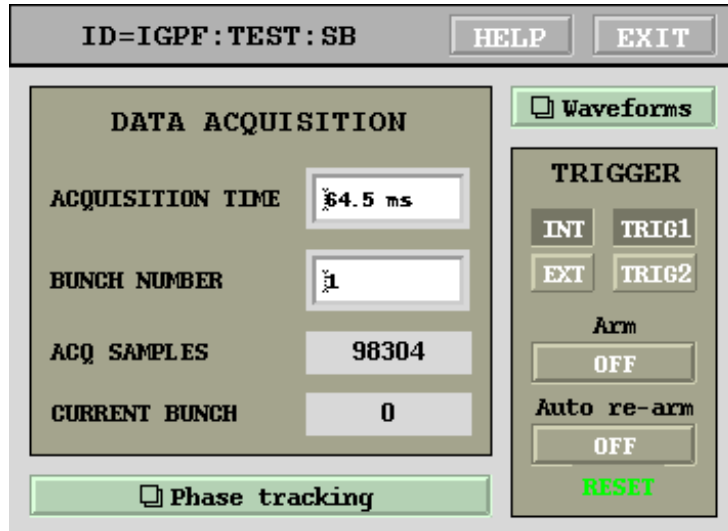 ID=IGPF:TEST:SB HELP EXIT
DATA ACQUISITION
ACQUISITION TIME 64.5 ms
BUNCH NUMBER 1
ACQ SAMPLES 98304
CURRENT BUNCH 0
Phase tracking
Waveforms
TRIGGER
INT TRIG1
EXT TRIG2
Arm
OFF
Auto re-arm
OFF
RESET